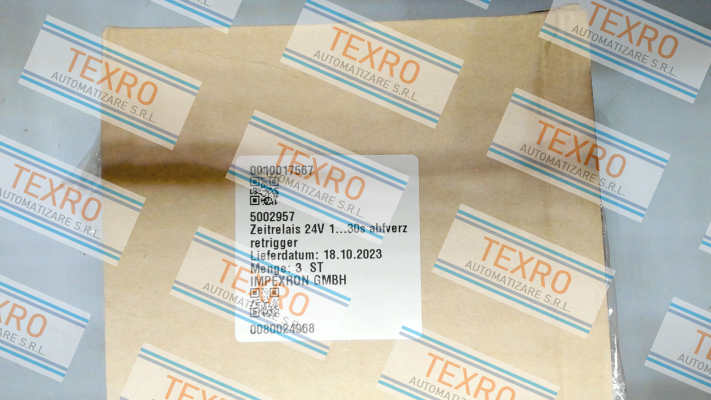 0010017567
5002957
Zeitrelais 24V 1...30s abfverz
retrigger
Lieferdatum: 18.10.2023
Menge: 3 ST
IMPEXRON GMBH
0080024968
TEXRO
AUTOMATIZARE S.R.L.